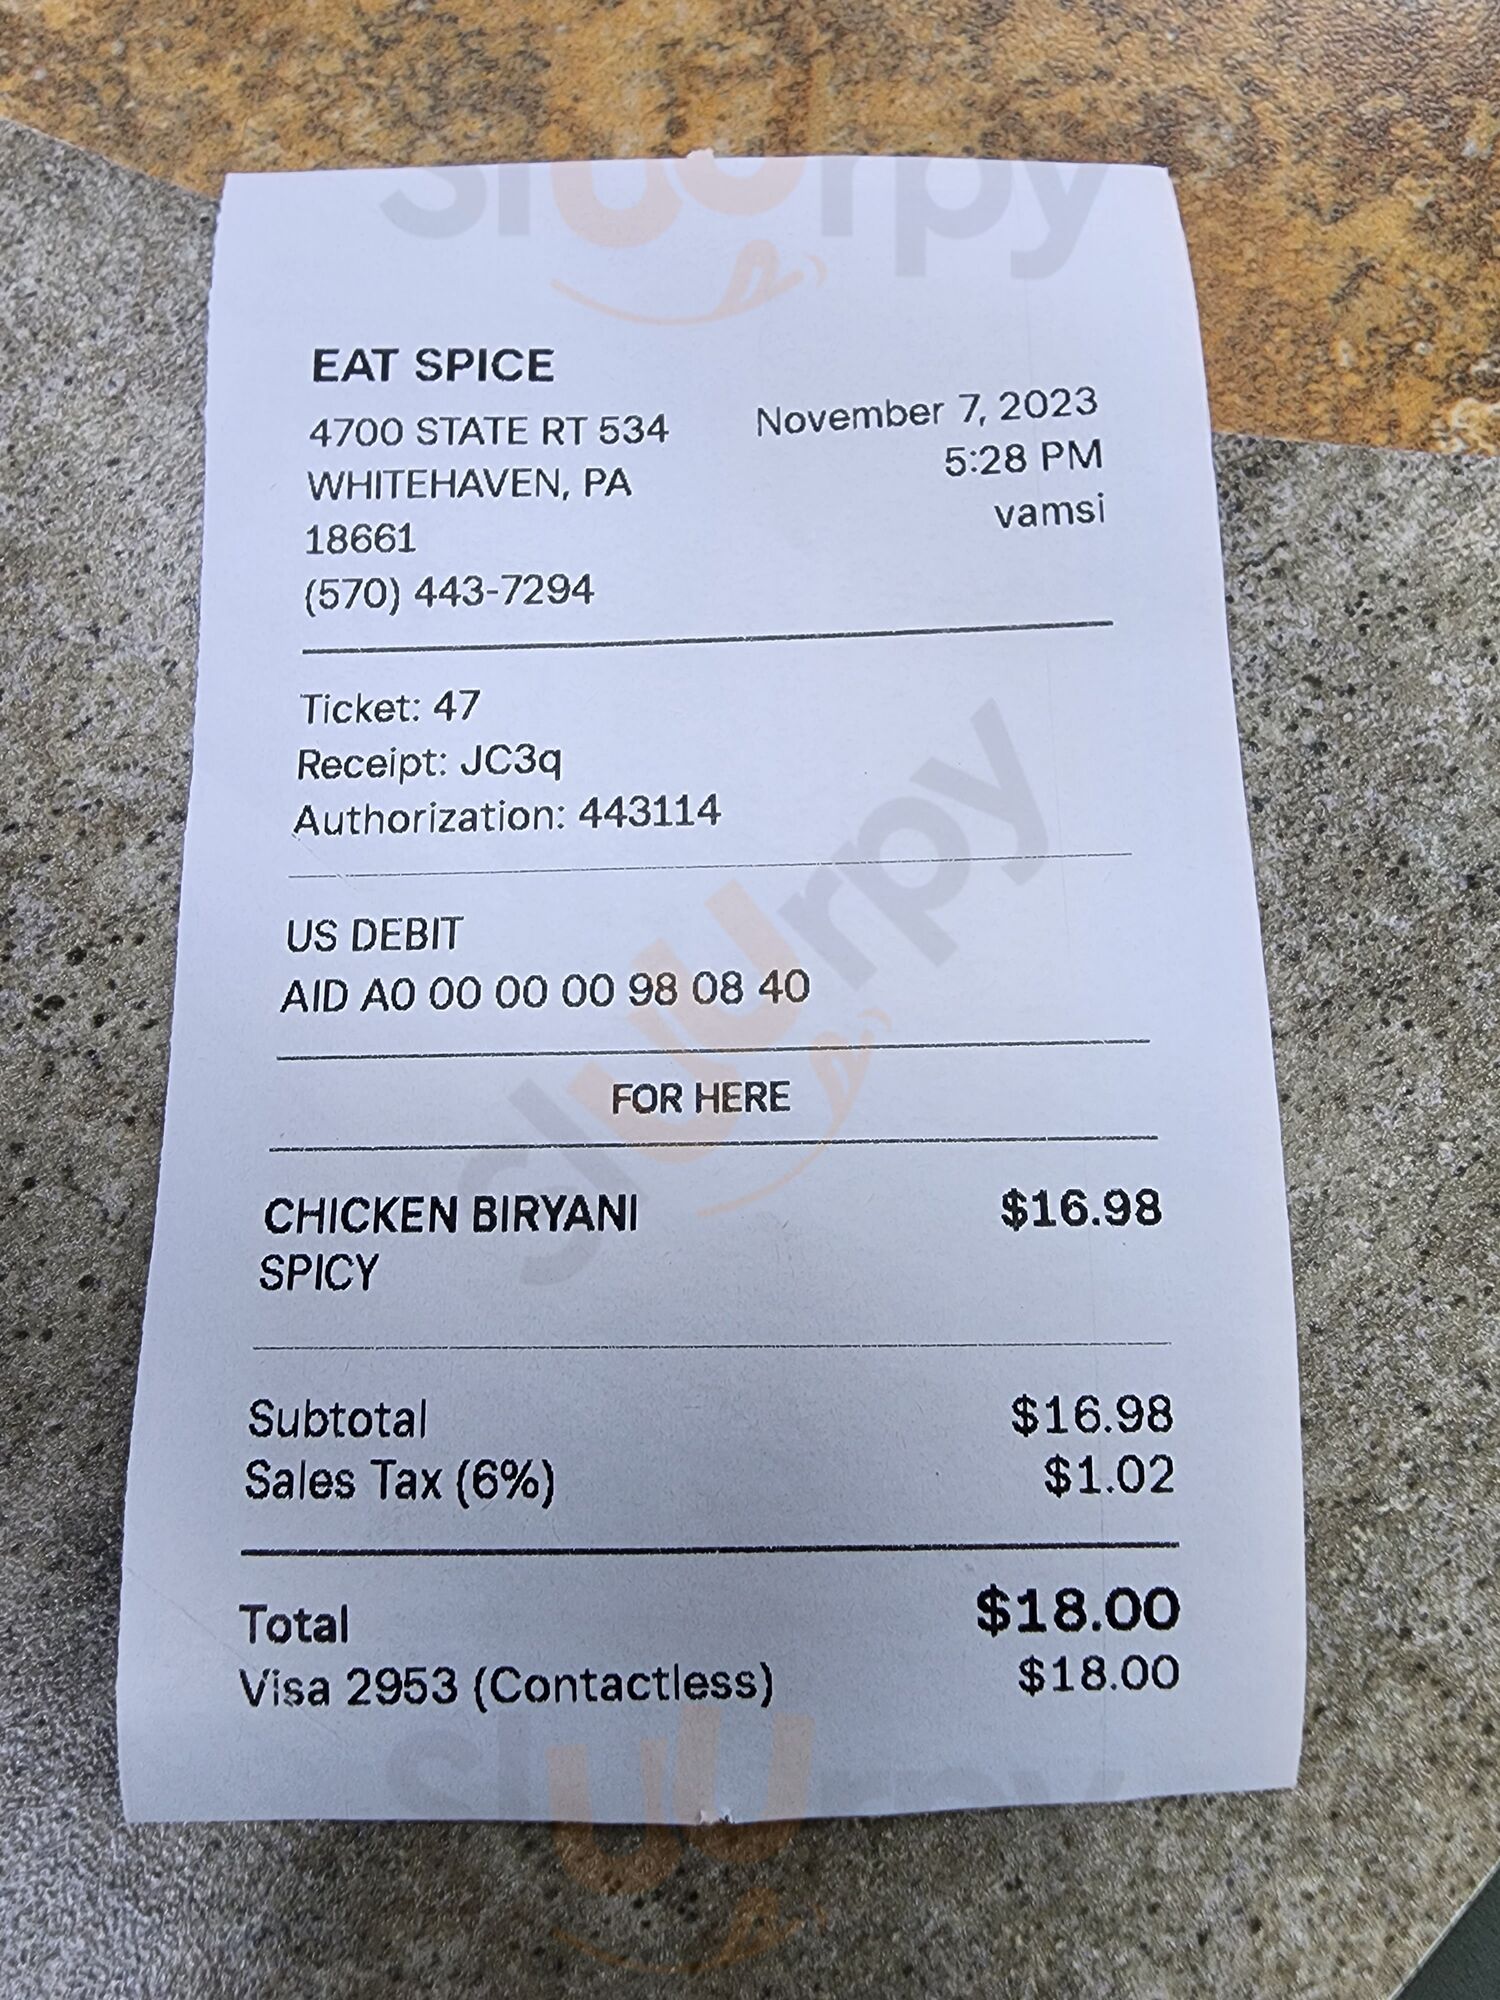 EAT SPICE
4700 STATE RT 534
WHITEHAVEN, PA
18661
(570) 443-7294
November 7, 2023
5:28 PM
vamsi
Ticket: 47
Receipt: JC3q
Authorization: 443114
US DEBIT
AID A0 00 00 00 98 08 40
FOR HERE
CHICKEN BIRYANI $16.98
SPICY
Subtotal $16.98
Sales Tax (6%) $1.02
Total $18.00
Visa 2953 (Contactless) $18.00
sluurpy
sluurpy
sluurpy